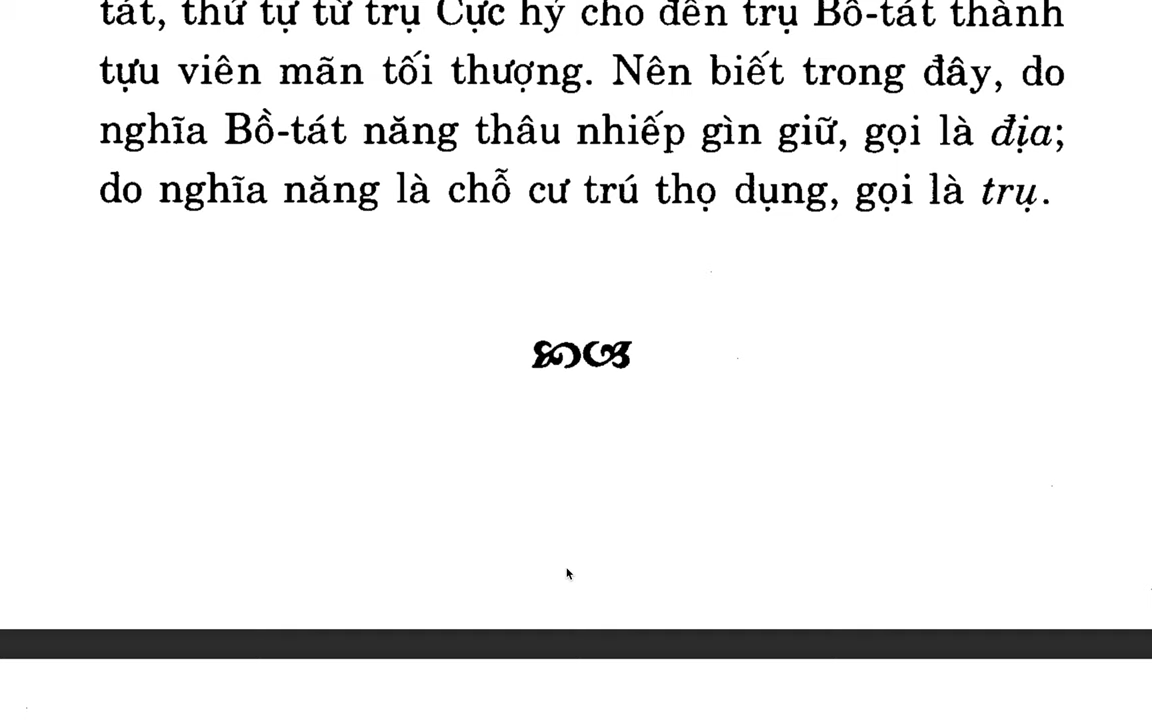 tát, thứ tự từ trụ Cực hỷ cho đến trụ Bồ-tát thành
tựu viên mãn tối thượng. Nên biết trong đây, do
nghĩa Bồ-tát năng thâu nhiếp gìn giữ, gọi là địa;
do nghĩa năng là chỗ cư trú thọ dụng, gọi là trụ.